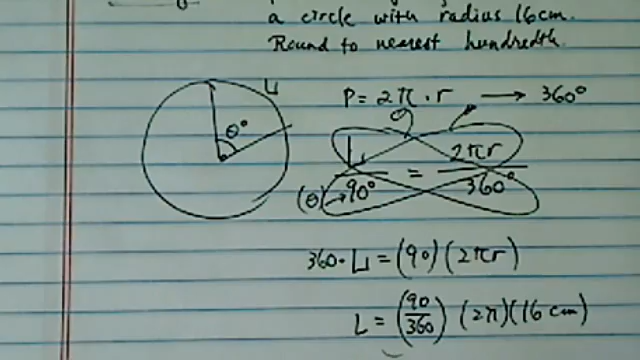 a circle with radius 16cm.
Round to nearest hundredth.
L
θ°
P = 2π · r → 360°
L / 90° = 2πr / 360°
(θ) →
360 · L = (90)(2πr)
L = (90/360) (2π)(16 cm)